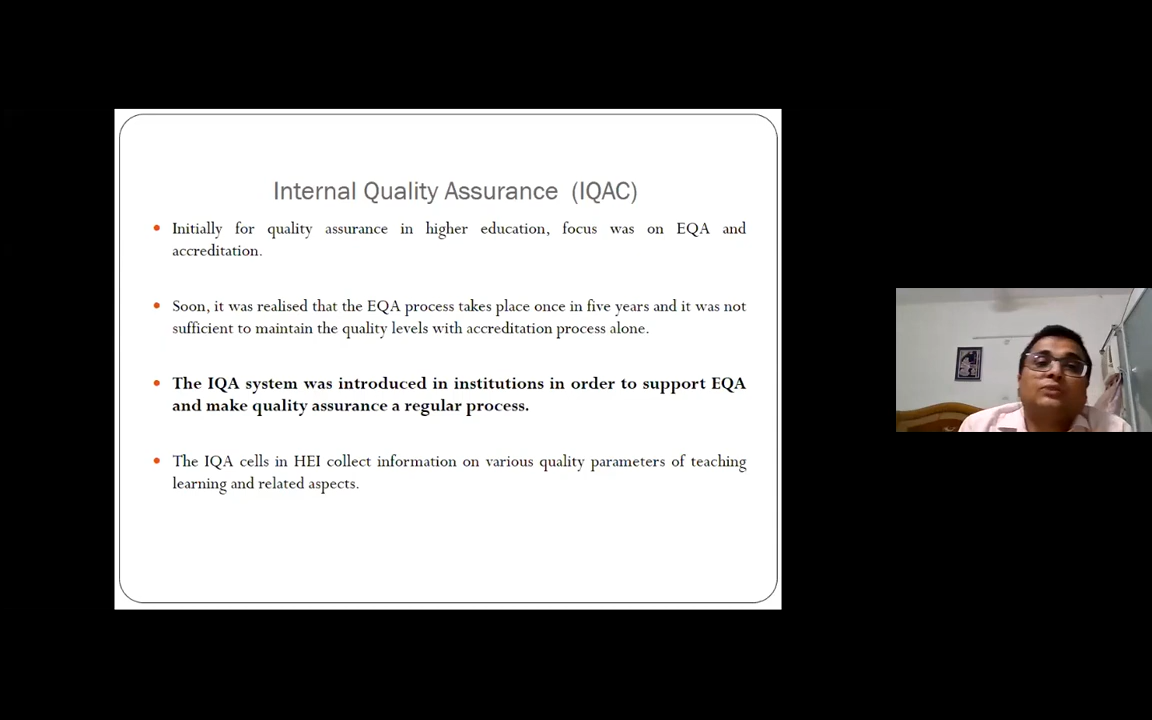 Internal Quality Assurance (IQAC)
• Initially for quality assurance in higher education, focus was on EQA and
accreditation.
• Soon, it was realised that the EQA process takes place once in five years and it was not
sufficient to maintain the quality levels with accreditation process alone.
• The IQA system was introduced in institutions in order to support EQA
and make quality assurance a regular process.
• The IQA cells in HEI collect information on various quality parameters of teaching
learning and related aspects.